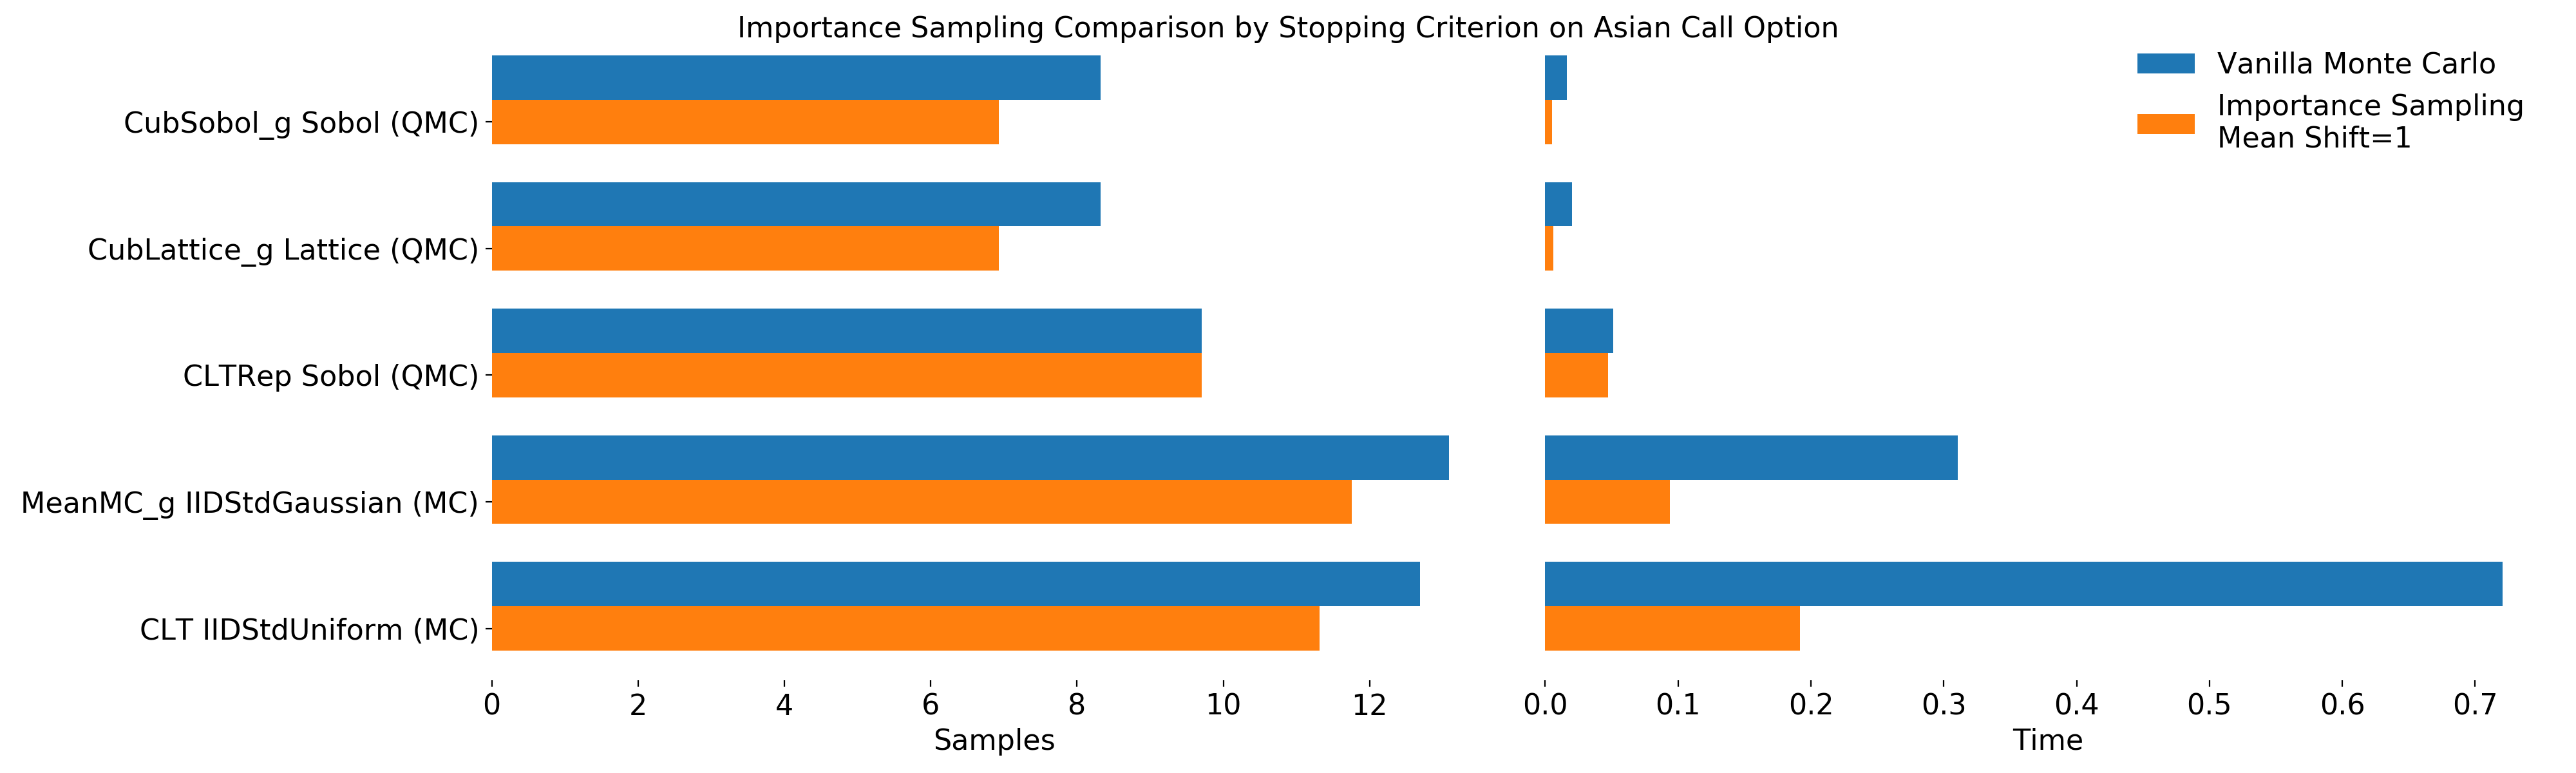 Importance Sampling Comparison by Stopping Criterion on Asian Call Option
Vanilla Monte Carlo
Importance Sampling
Mean Shift=1
CubSobol_g Sobol (QMC)
CubLattice_g Lattice (QMC)
CLTRep Sobol (QMC)
MeanMC_g IIDStdGaussian (MC)
CLT IIDStdUniform (MC)
0 2 4 6 8 10 12
Samples
0.0 0.1 0.2 0.3 0.4 0.5 0.6 0.7
Time